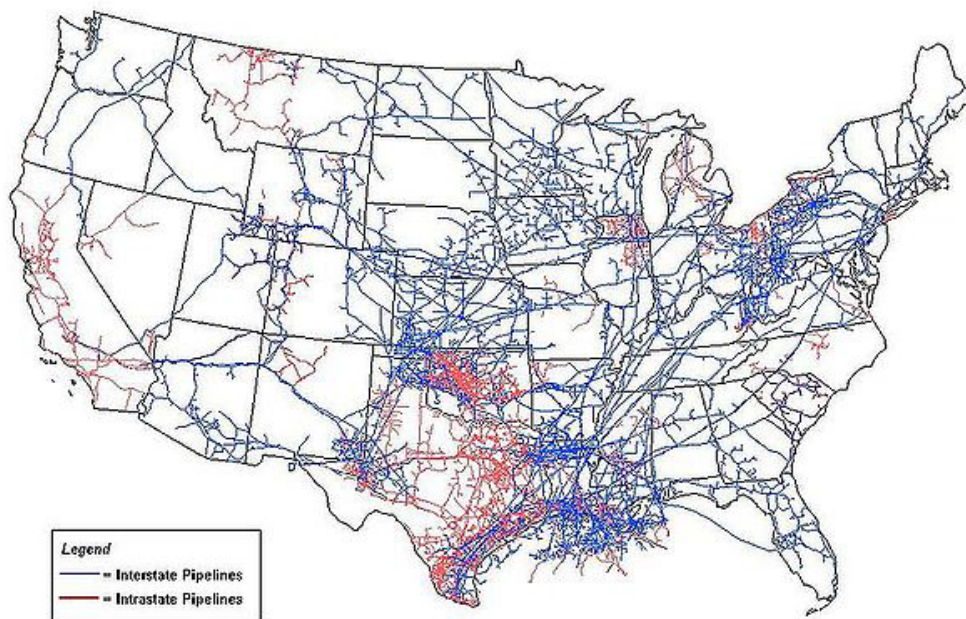 Legend
= Interstate Pipelines
= Intrastate Pipelines